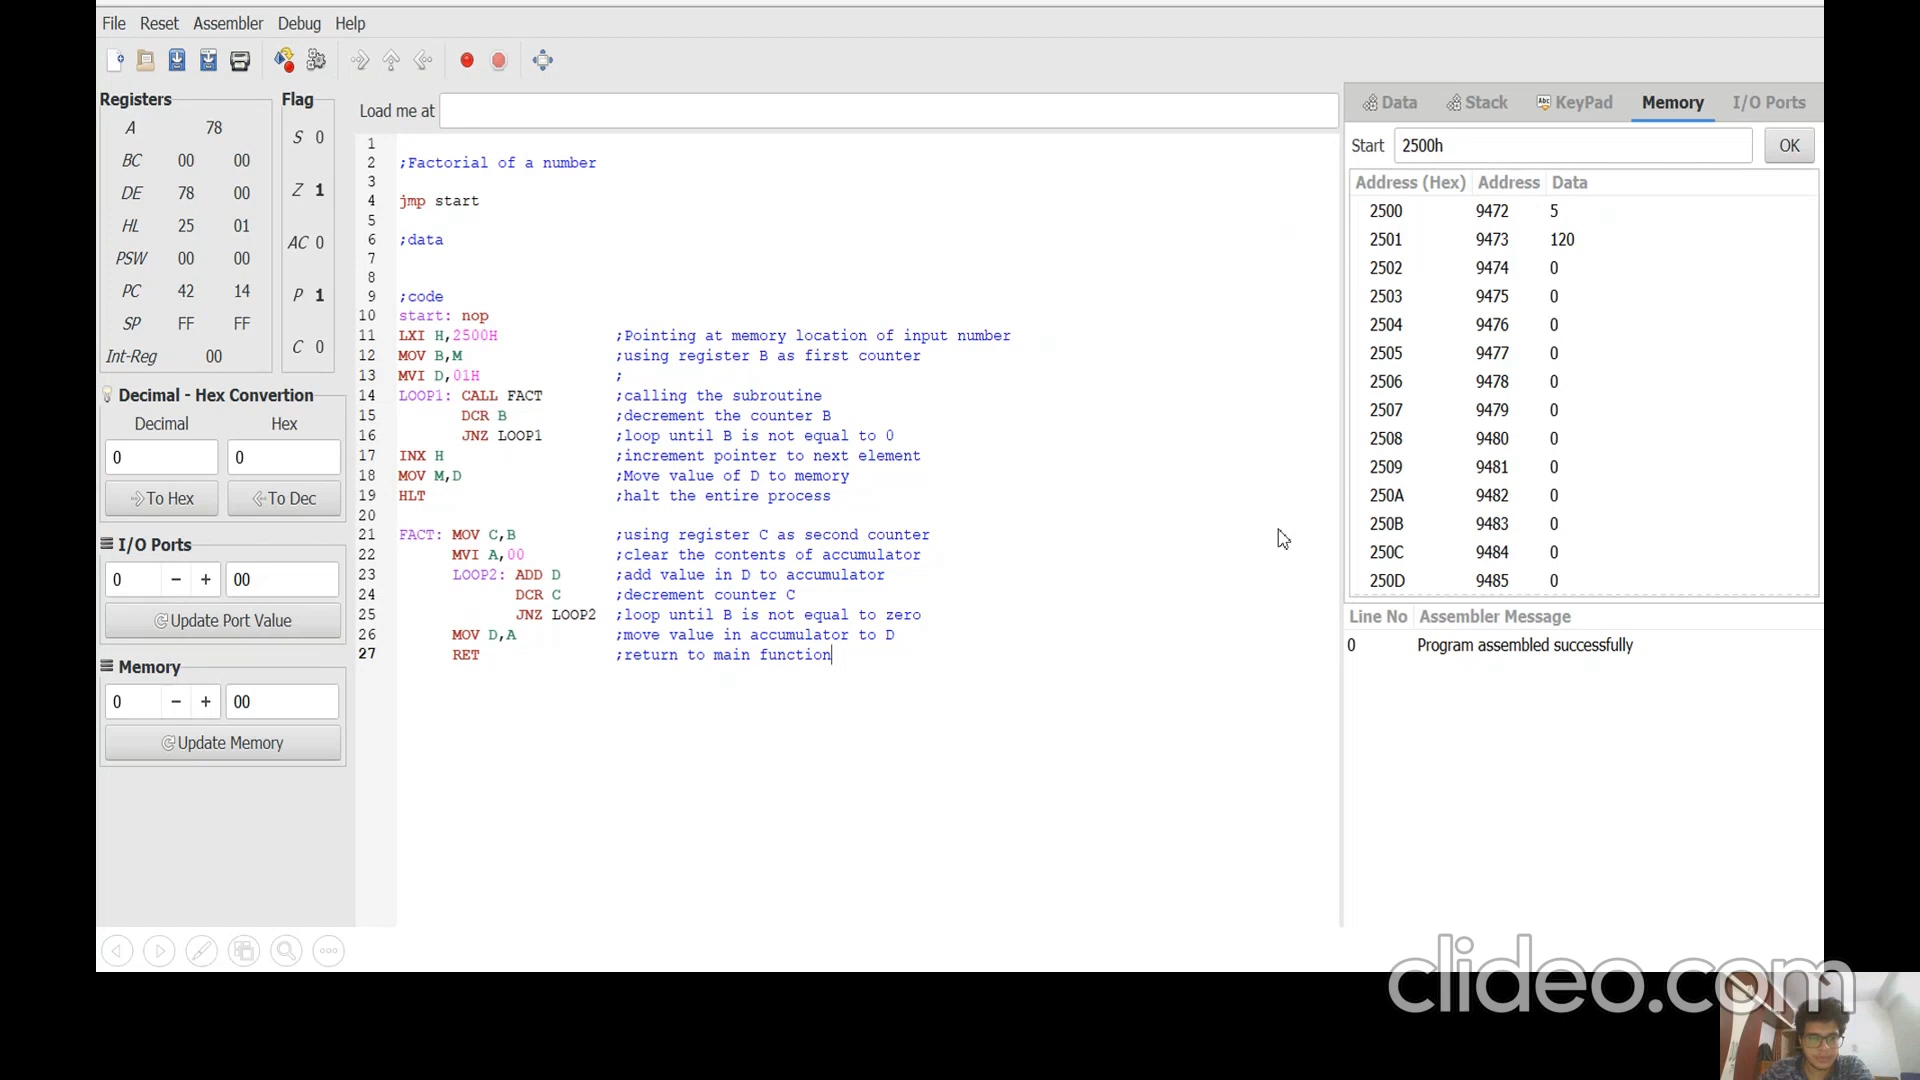 File Reset Assembler Debug Help
Registers
A 78
BC 00 00
DE 78 00
HL 25 01
PSW 00 00
PC 42 14
SP FF FF
Int-Reg 00
Flag
S 0
Z 1
AC 0
P 1
C 0
Decimal - Hex Convertion
Decimal Hex
0 0
To Hex To Dec
I/O Ports
0 − + 00
Update Port Value
Memory
0 − + 00
Update Memory
Load me at
1
2 ;Factorial of a number
3
4 jmp start
5
6 ;data
7
8
9 ;code
10 start: nop
11 LXI H,2500H ;Pointing at memory location of input number
12 MOV B,M ;using register B as first counter
13 MVI D,01H ;
14 LOOP1: CALL FACT ;calling the subroutine
15 DCR B ;decrement the counter B
16 JNZ LOOP1 ;loop until B is not equal to 0
17 INX H ;increment pointer to next element
18 MOV M,D ;Move value of D to memory
19 HLT ;halt the entire process
20
21 FACT: MOV C,B ;using register C as second counter
22 MVI A,00 ;clear the contents of accumulator
23 LOOP2: ADD D ;add value in D to accumulator
24 DCR C ;decrement counter C
25 JNZ LOOP2 ;loop until B is not equal to zero
26 MOV D,A ;move value in accumulator to D
27 RET ;return to main function
Data Stack KeyPad Memory I/O Ports
Start 2500h OK
Address (Hex) Address Data
2500 9472 5
2501 9473 120
2502 9474 0
2503 9475 0
2504 9476 0
2505 9477 0
2506 9478 0
2507 9479 0
2508 9480 0
2509 9481 0
250A 9482 0
250B 9483 0
250C 9484 0
250D 9485 0
Line No Assembler Message
0 Program assembled successfully
clideo.com